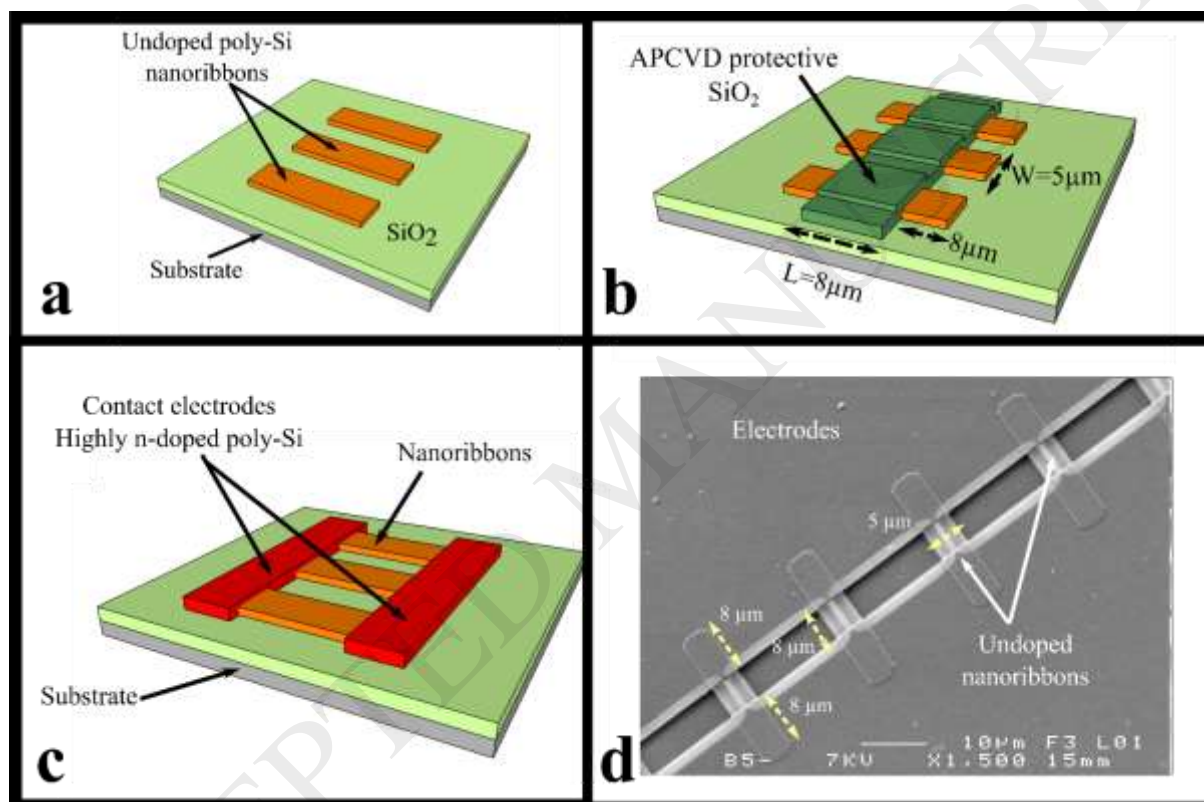 Undoped poly-Si
nanoribbons
SiO₂
Substrate
a
APCVD protective
SiO₂
W=5µm
8µm
L=8µm
b
Contact electrodes
Highly n-doped poly-Si
Nanoribbons
Substrate
c
Electrodes
5 µm
8 µm
8 µm
8 µm
Undoped
nanoribbons
10µm F3 L01
B5- 7KV X1,500 15mm
d